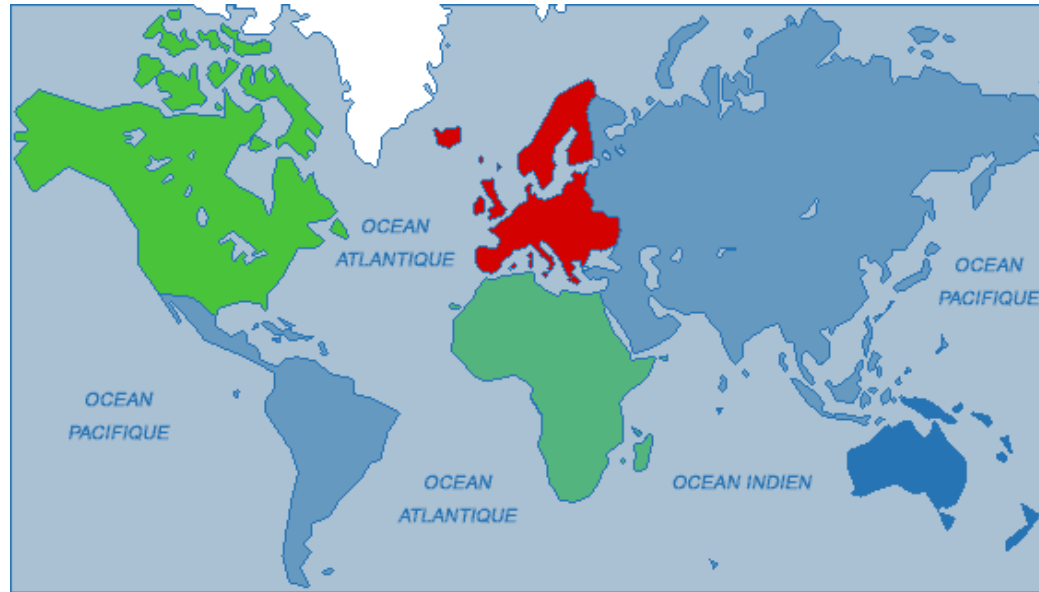 OCEAN
ATLANTIQUE
OCEAN
PACIFIQUE
OCEAN
PACIFIQUE
OCEAN
ATLANTIQUE
OCEAN INDIEN